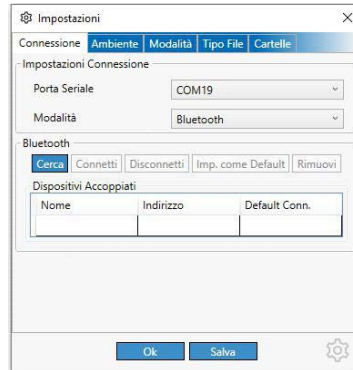 Impostazioni
Connessione Ambiente Modalità Tipo File Cartelle
Impostazioni Connessione
Porta Seriale COM19
Modalità Bluetooth
Bluetooth
Cerca Connetti Disconnetti Imp. come Default Rimuovi
Dispositivi Accoppiati
Nome Indirizzo Default Conn.
Ok Salva